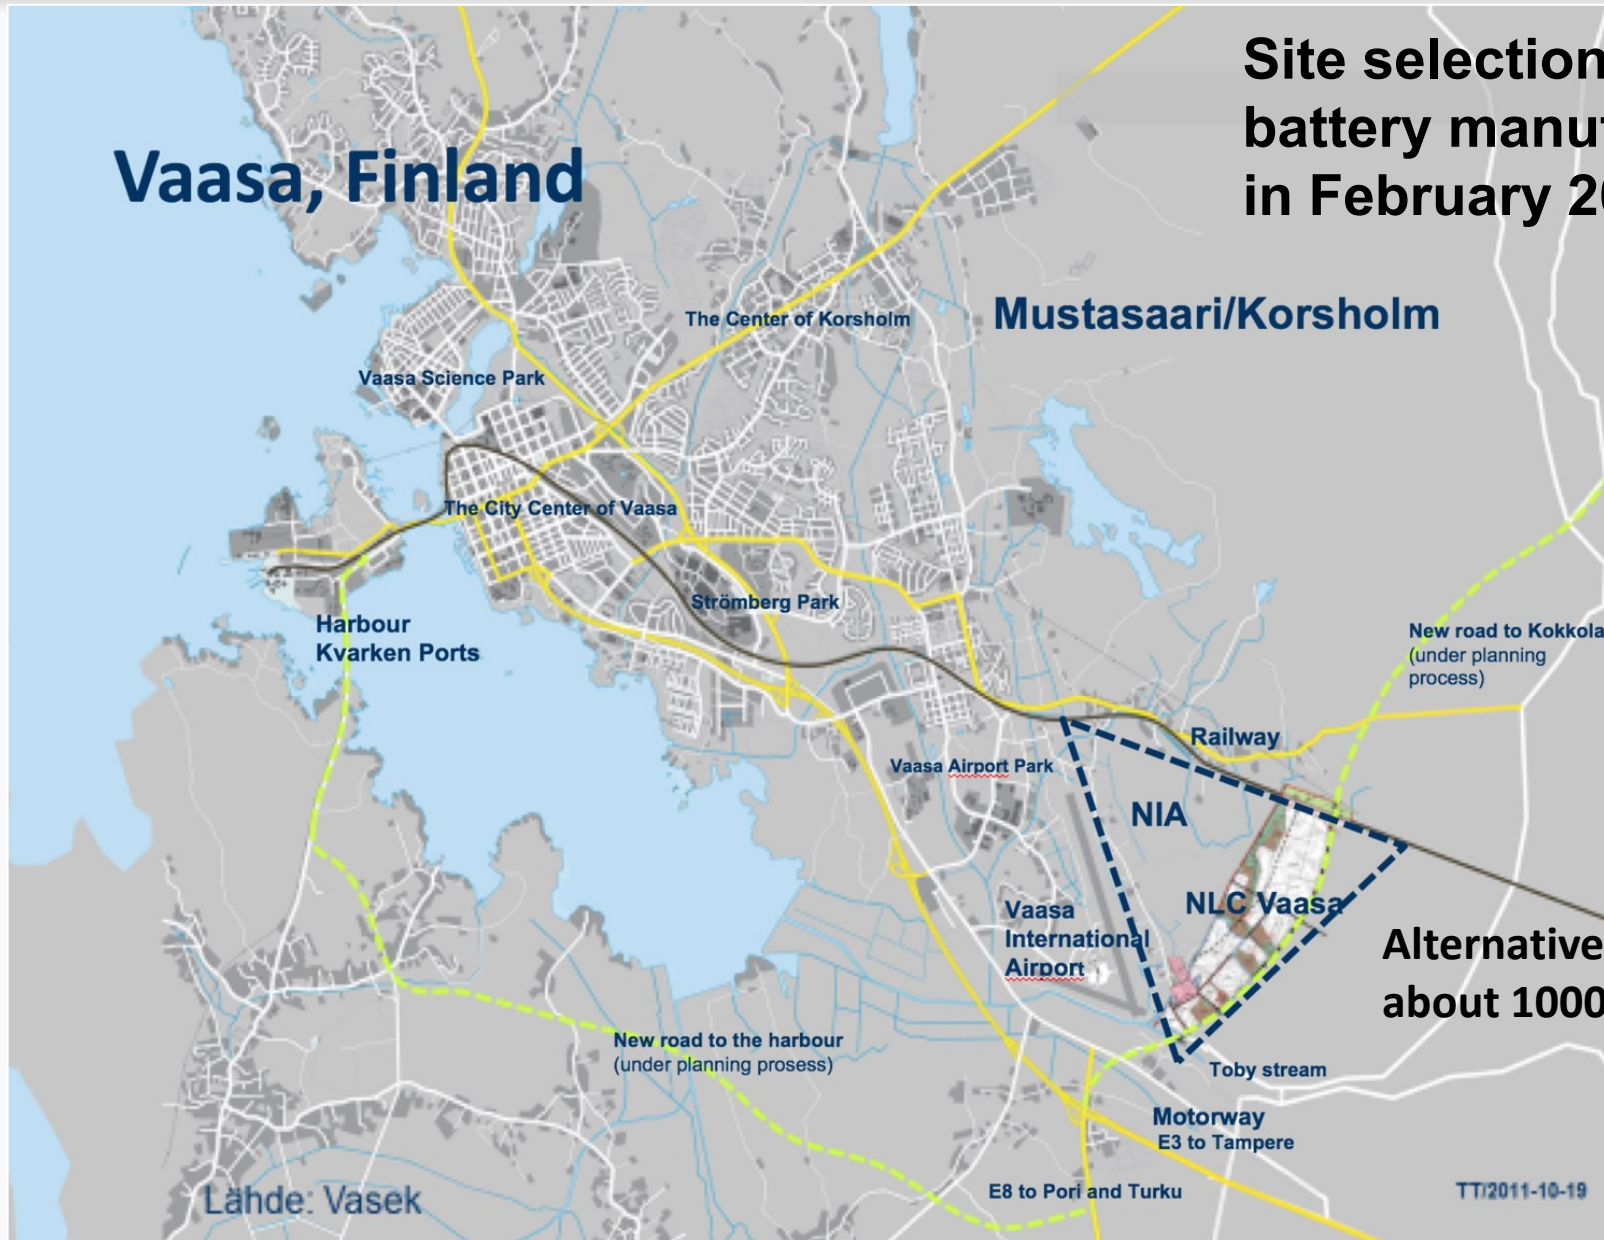 Site selection
battery manuf
in February 20
Vaasa, Finland
Mustasaari/Korsholm
The Center of Korsholm
Vaasa Science Park
The City Center of Vaasa
Strömberg Park
Harbour
Kvarken Ports
New road to Kokkola
(under planning
process)
Railway
Vaasa Airport Park
NIA
NLC Vaasa
Vaasa
International
Airport
Alternative
about 1000
New road to the harbour
(under planning prosess)
Toby stream
Motorway
E3 to Tampere
E8 to Pori and Turku
Lähde: Vasek
TT/2011-10-19